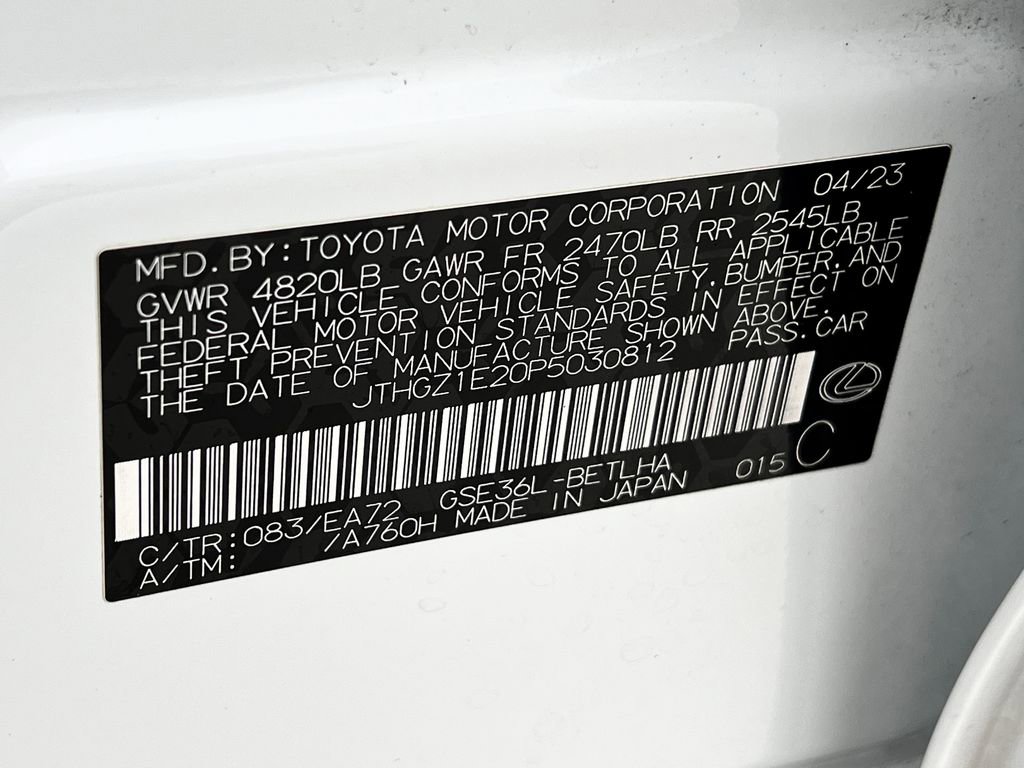 MFD. BY: TOYOTA MOTOR CORPORATION 04/23
GVWR 4820LB GAWR FR 2470LB RR 2545LB
THIS VEHICLE CONFORMS TO ALL APPLICABLE
FEDERAL MOTOR VEHICLE SAFETY, BUMPER, AND
THEFT PREVENTION STANDARDS IN EFFECT ON
THE DATE OF MANUFACTURE SHOWN ABOVE.
JTHGZ1E20P5030812 PASS. CAR
C/TR: 083/EA72 GSE36L-BETLHA 015 C
A/TM: /A760H MADE IN JAPAN